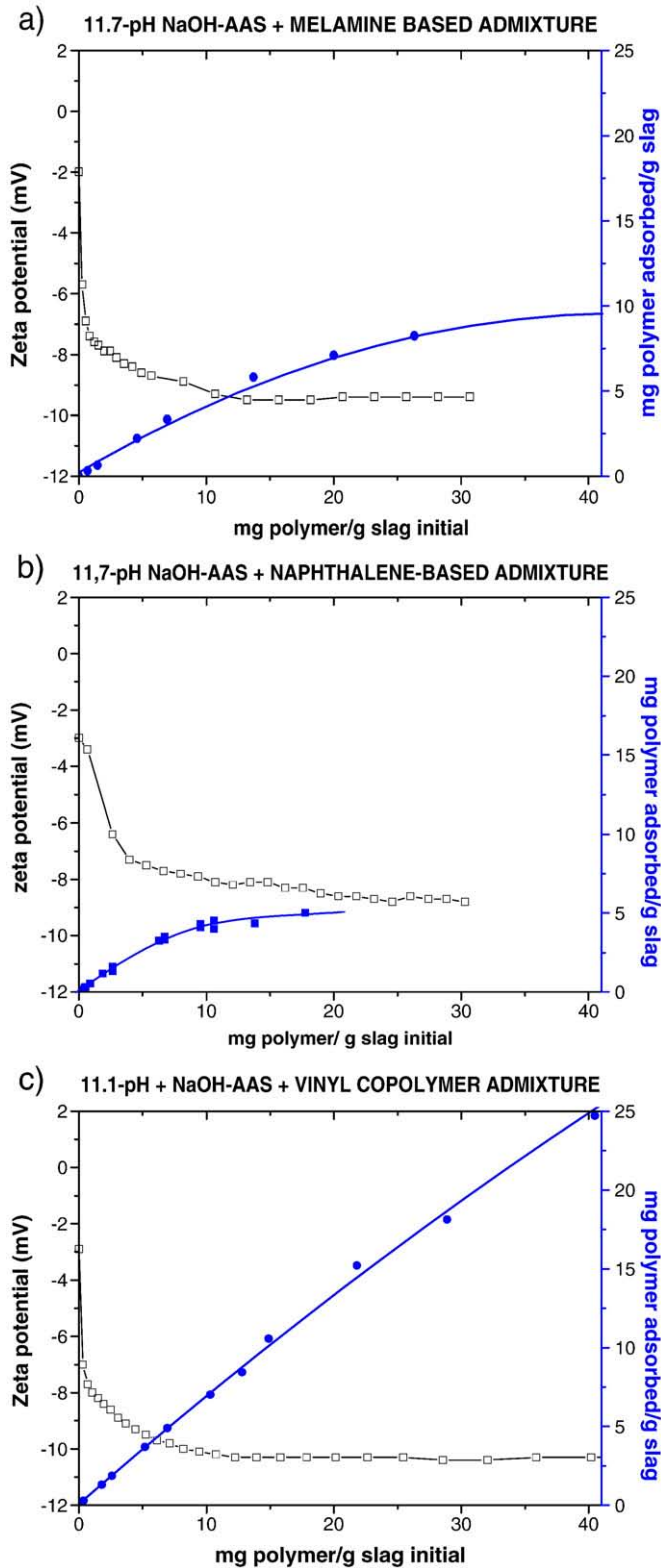 a) 11.7-pH NaOH-AAS + MELAMINE BASED ADMIXTURE
2
0
-2
-4
-6
-8
-10
-12
Zeta potential (mV)
25
20
15
10
5
0
mg polymer adsorbed/g slag
0 10 20 30 40
mg polymer/g slag initial
b) 11,7-pH NaOH-AAS + NAPHTHALENE-BASED ADMIXTURE
2
0
-2
-4
-6
-8
-10
-12
zeta potential (mV)
25
20
15
10
5
0
mg polymer adsorbed/g slag
0 10 20 30 40
mg polymer/ g slag initial
c) 11.1-pH + NaOH-AAS + VINYL COPOLYMER ADMIXTURE
2
0
-2
-4
-6
-8
-10
-12
Zeta potential (mV)
25
20
15
10
5
0
mg polymer adsorbed/g slag
0 10 20 30 40
mg polymer/g slag initial